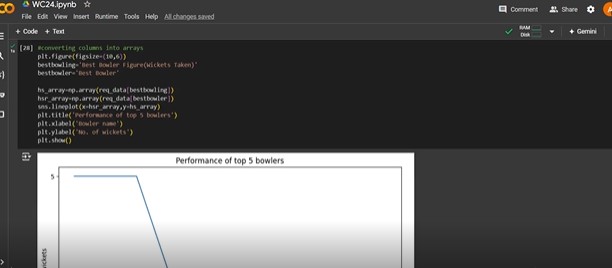 WC24.ipynb
File Edit View Insert Runtime Tools Help All changes saved
Comment Share
+ Code + Text
RAM
Disk
+ Gemini
[28] #converting columns into arrays
plt.figure(figsize=(10,6))
bestbowling='Best Bowler Figure(Wickets Taken)'
bestbowler='Best Bowler'
hs_array=np.array(req_data[bestbowling])
hsr_array=np.array(req_data[bestbowler])
sns.lineplot(x=hsr_array,y=hs_array)
plt.title('Performance of top 5 bowlers')
plt.xlabel('Bowler name')
plt.ylabel('No. of wickets')
plt.show()
Performance of top 5 bowlers
5